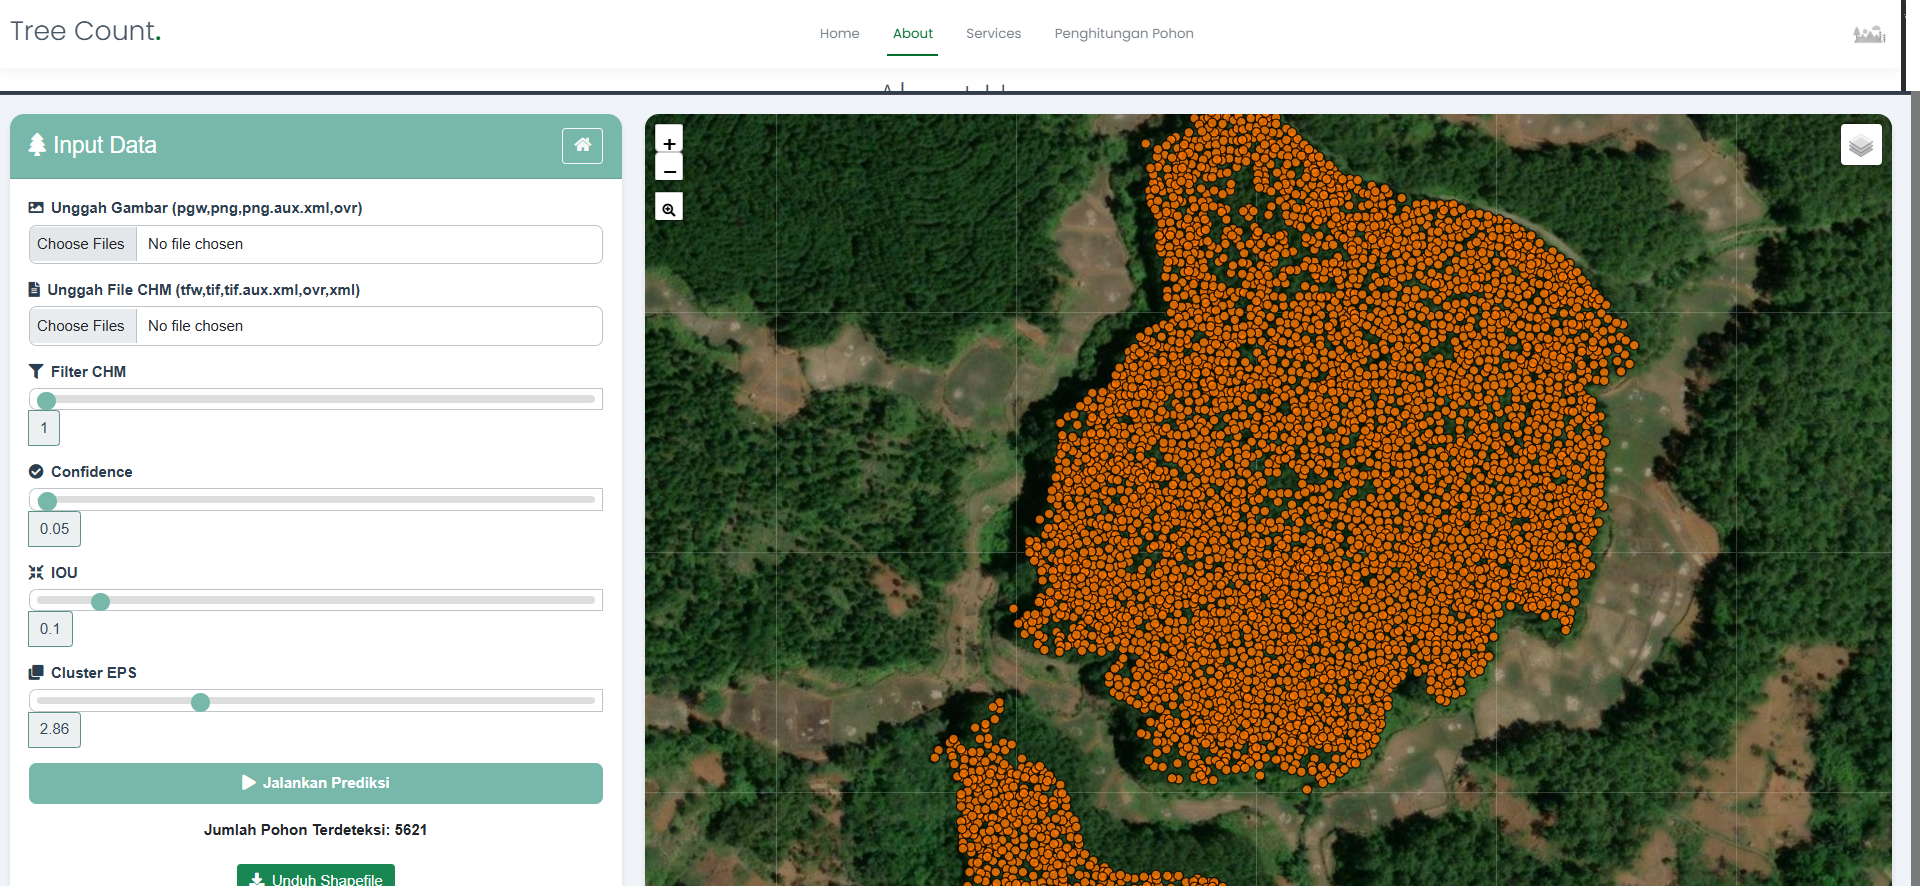 Tree Count.
Home
About
Services
Penghitungan Pohon
Input Data
Unggah Gambar (pgw,png,png.aux.xml,ovr)
Choose Files No file chosen
Unggah File CHM (tfw,tif,tif.aux.xml,ovr,xml)
Choose Files No file chosen
Filter CHM
1
Confidence
0.05
IOU
0.1
Cluster EPS
2.86
Jalankan Prediksi
Jumlah Pohon Terdeteksi: 5621
Unduh Shapefile
+
−